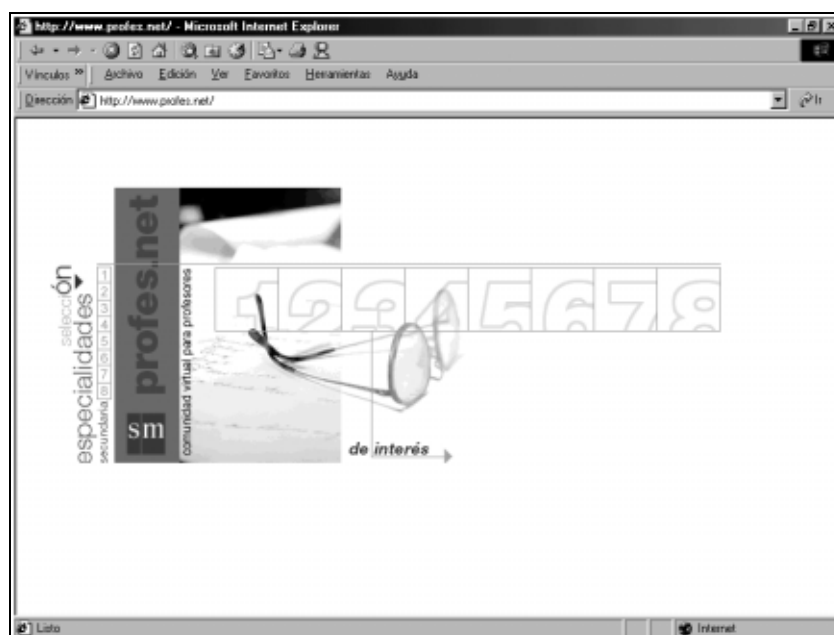 http://www.profes.net/ - Microsoft Internet Explorer
Vínculos » Archivo Edición Ver Favoritos Herramientas Ayuda
Dirección http://www.profes.net/ Ir
selección
especialidades
secundaria
1
2
3
4
5
6
7
8
profes.net
sm
comunidad virtual para profesores
1 2 3 4 5 6 7 8
de interés
Listo Internet